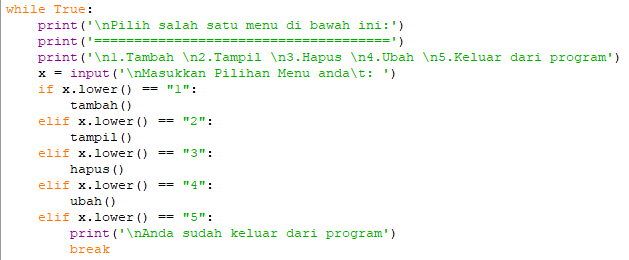 while True:
    print('\nPilih salah satu menu di bawah ini:')
    print('=====================================')
    print('\n1.Tambah \n2.Tampil \n3.Hapus \n4.Ubah \n5.Keluar dari program')
    x = input('\nMasukkan Pilihan Menu anda\t: ')
    if x.lower() == "1":
        tambah()
    elif x.lower() == "2":
        tampil()
    elif x.lower() == "3":
        hapus()
    elif x.lower() == "4":
        ubah()
    elif x.lower() == "5":
        print('\nAnda sudah keluar dari program')
        break